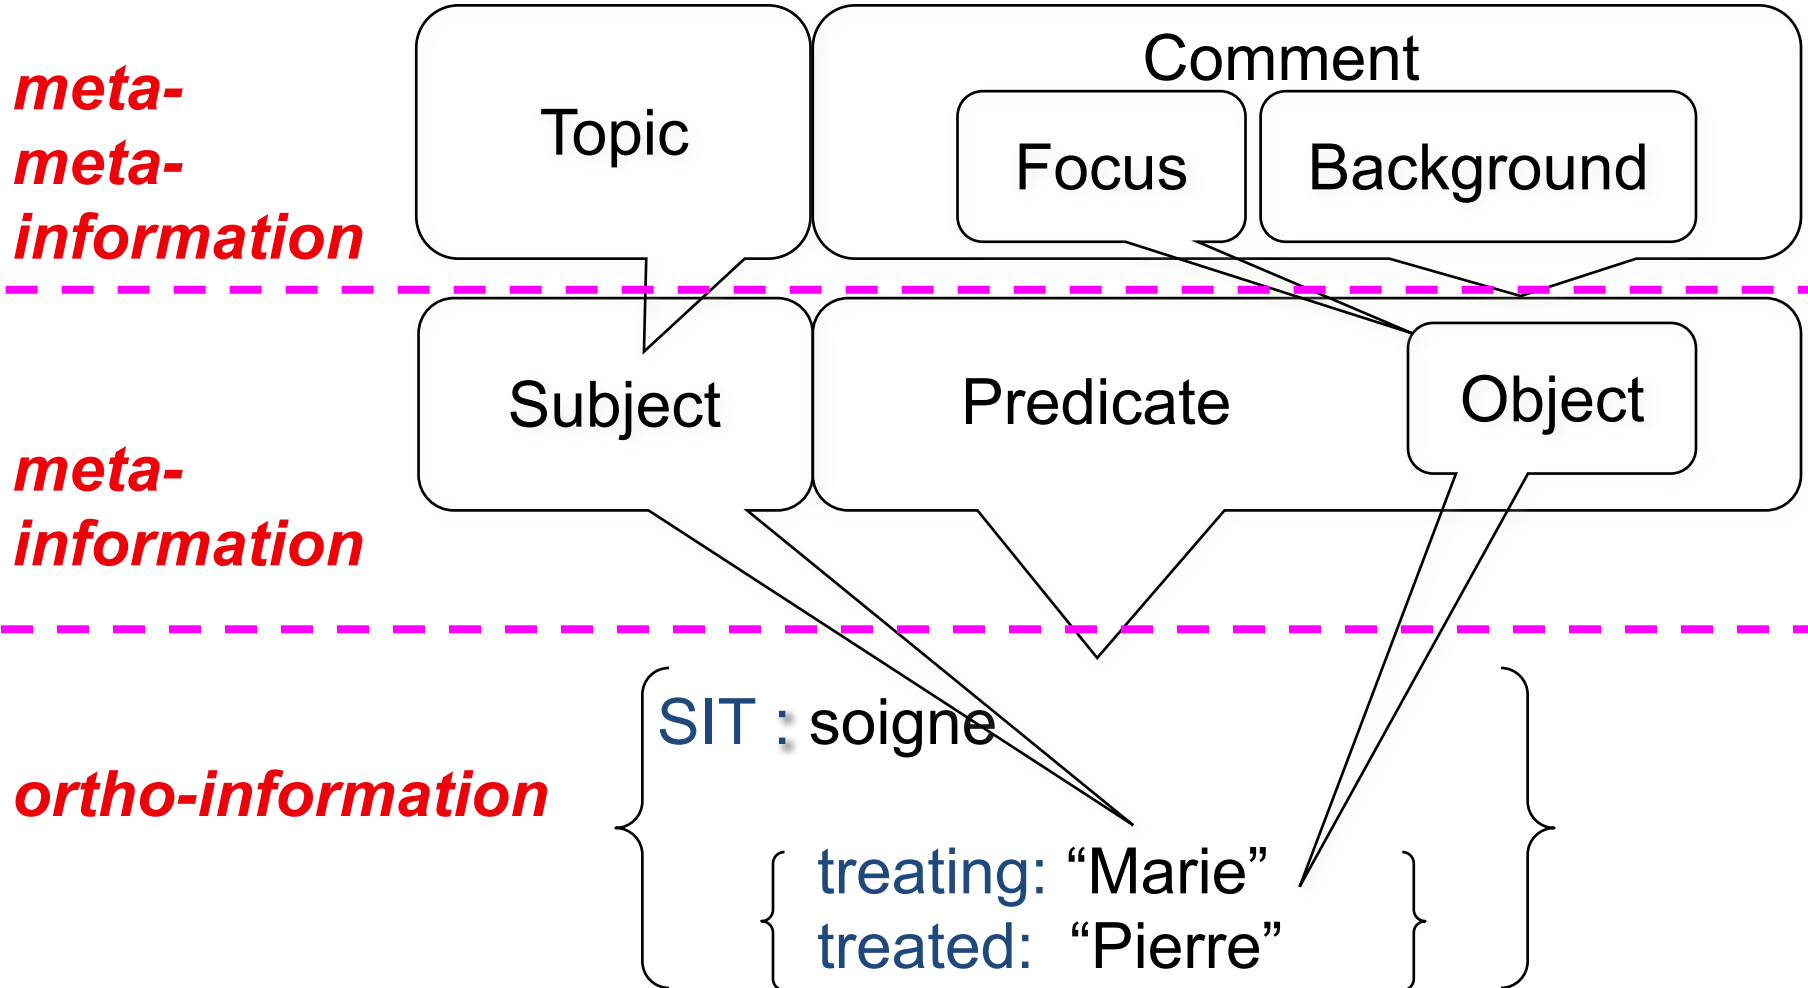 meta-
meta-
information
Topic
Comment
Focus
Background
meta-
information
Subject
Predicate
Object
ortho-information
SIT : soigne
treating: “Marie”
treated: “Pierre”